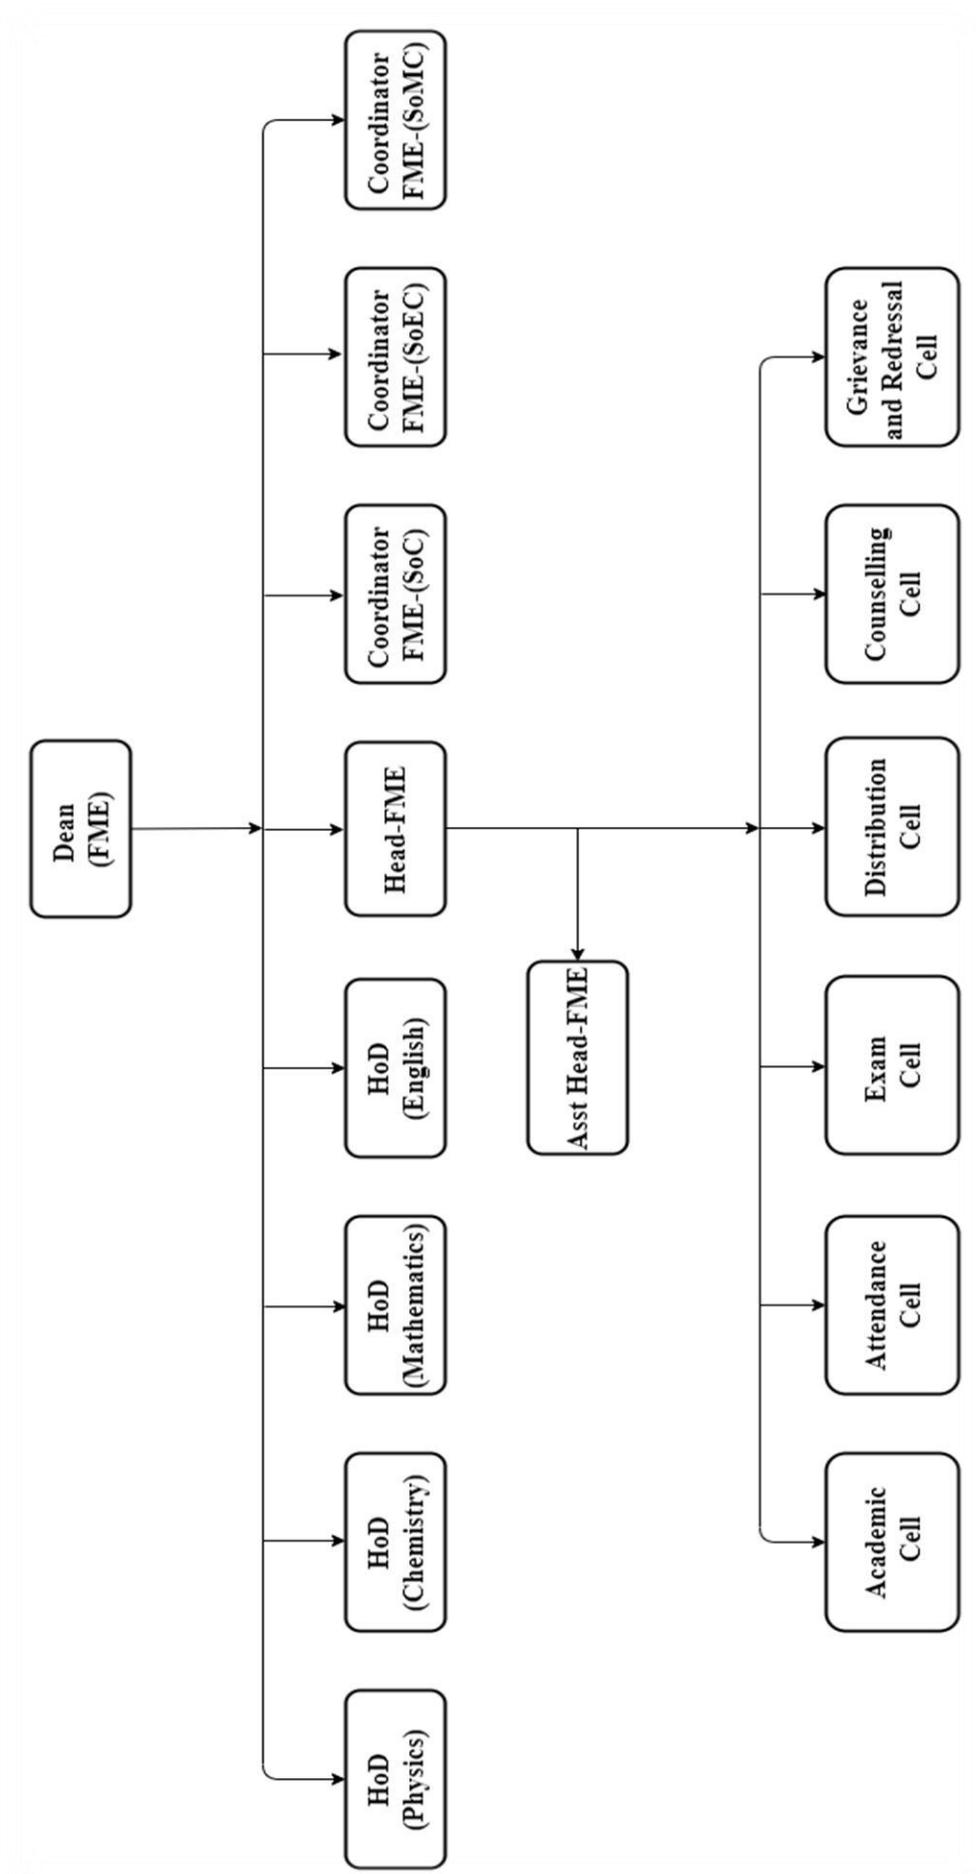 Dean
(FME)
HoD
(Physics)
HoD
(Chemistry)
HoD
(Mathematics)
HoD
(English)
Head-FME
Coordinator
FME-(SoC)
Coordinator
FME-(SoEC)
Coordinator
FME-(SoMC)
Asst Head-FME
Academic
Cell
Attendance
Cell
Exam
Cell
Distribution
Cell
Counselling
Cell
Grievance
and Redressal
Cell